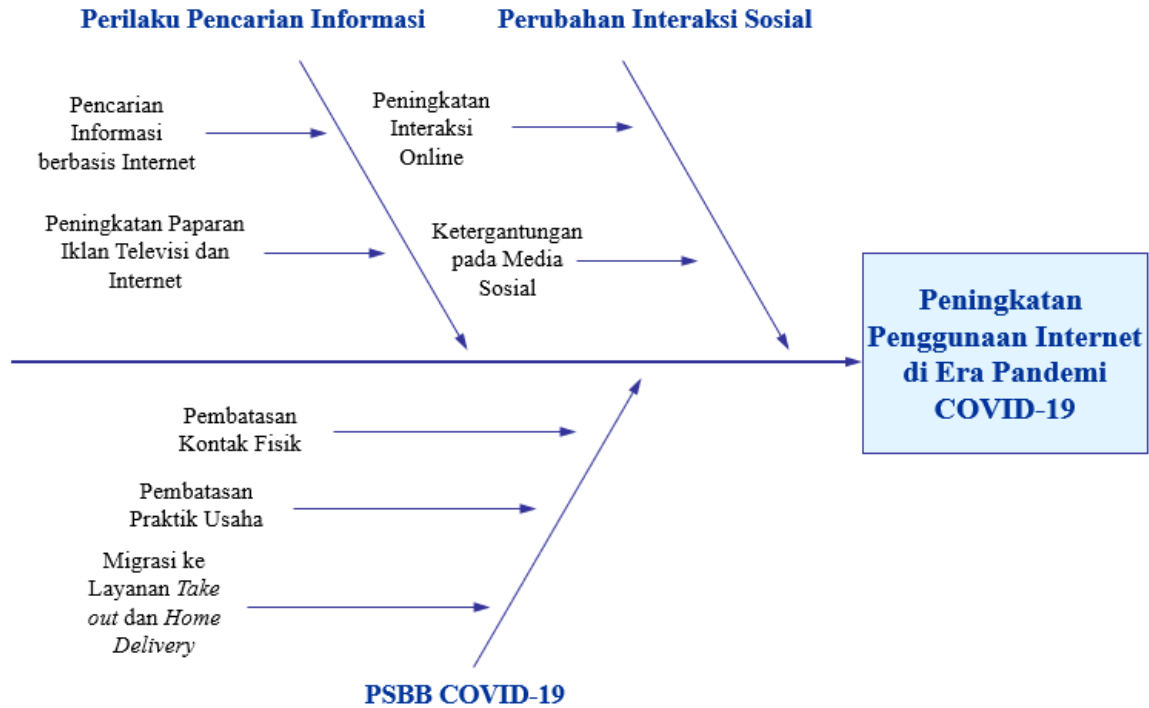 Perilaku Pencarian Informasi
Perubahan Interaksi Sosial
Pencarian
Informasi
berbasis Internet
Peningkatan
Interaksi
Online
Peningkatan Paparan
Iklan Televisi dan
Internet
Ketergantungan
pada Media
Sosial
Peningkatan
Penggunaan Internet
di Era Pandemi
COVID-19
Pembatasan
Kontak Fisik
Pembatasan
Praktik Usaha
Migrasi ke
Layanan Take
out dan Home
Delivery
PSBB COVID-19